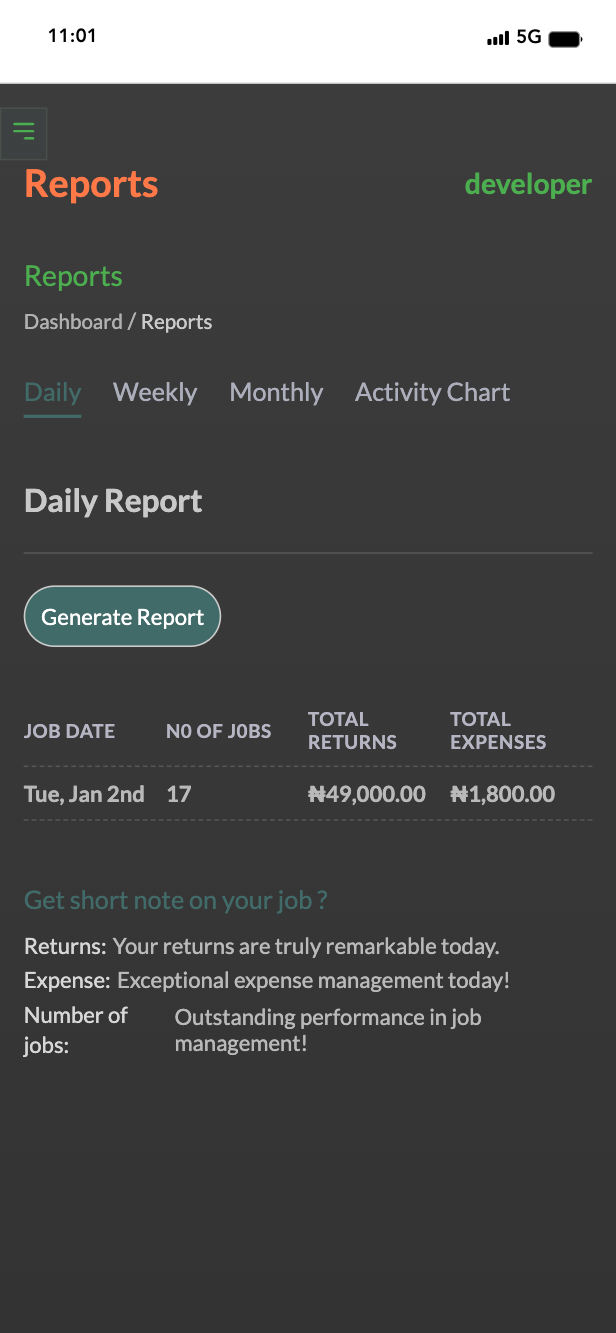 11:01 5G
Reports developer
Reports
Dashboard / Reports
Daily Weekly Monthly Activity Chart
Daily Report
Generate Report
JOB DATE N0 OF J0BS TOTAL RETURNS TOTAL EXPENSES
Tue, Jan 2nd 17 ₦49,000.00 ₦1,800.00
Get short note on your job ?
Returns: Your returns are truly remarkable today.
Expense: Exceptional expense management today!
Number of jobs: Outstanding performance in job management!